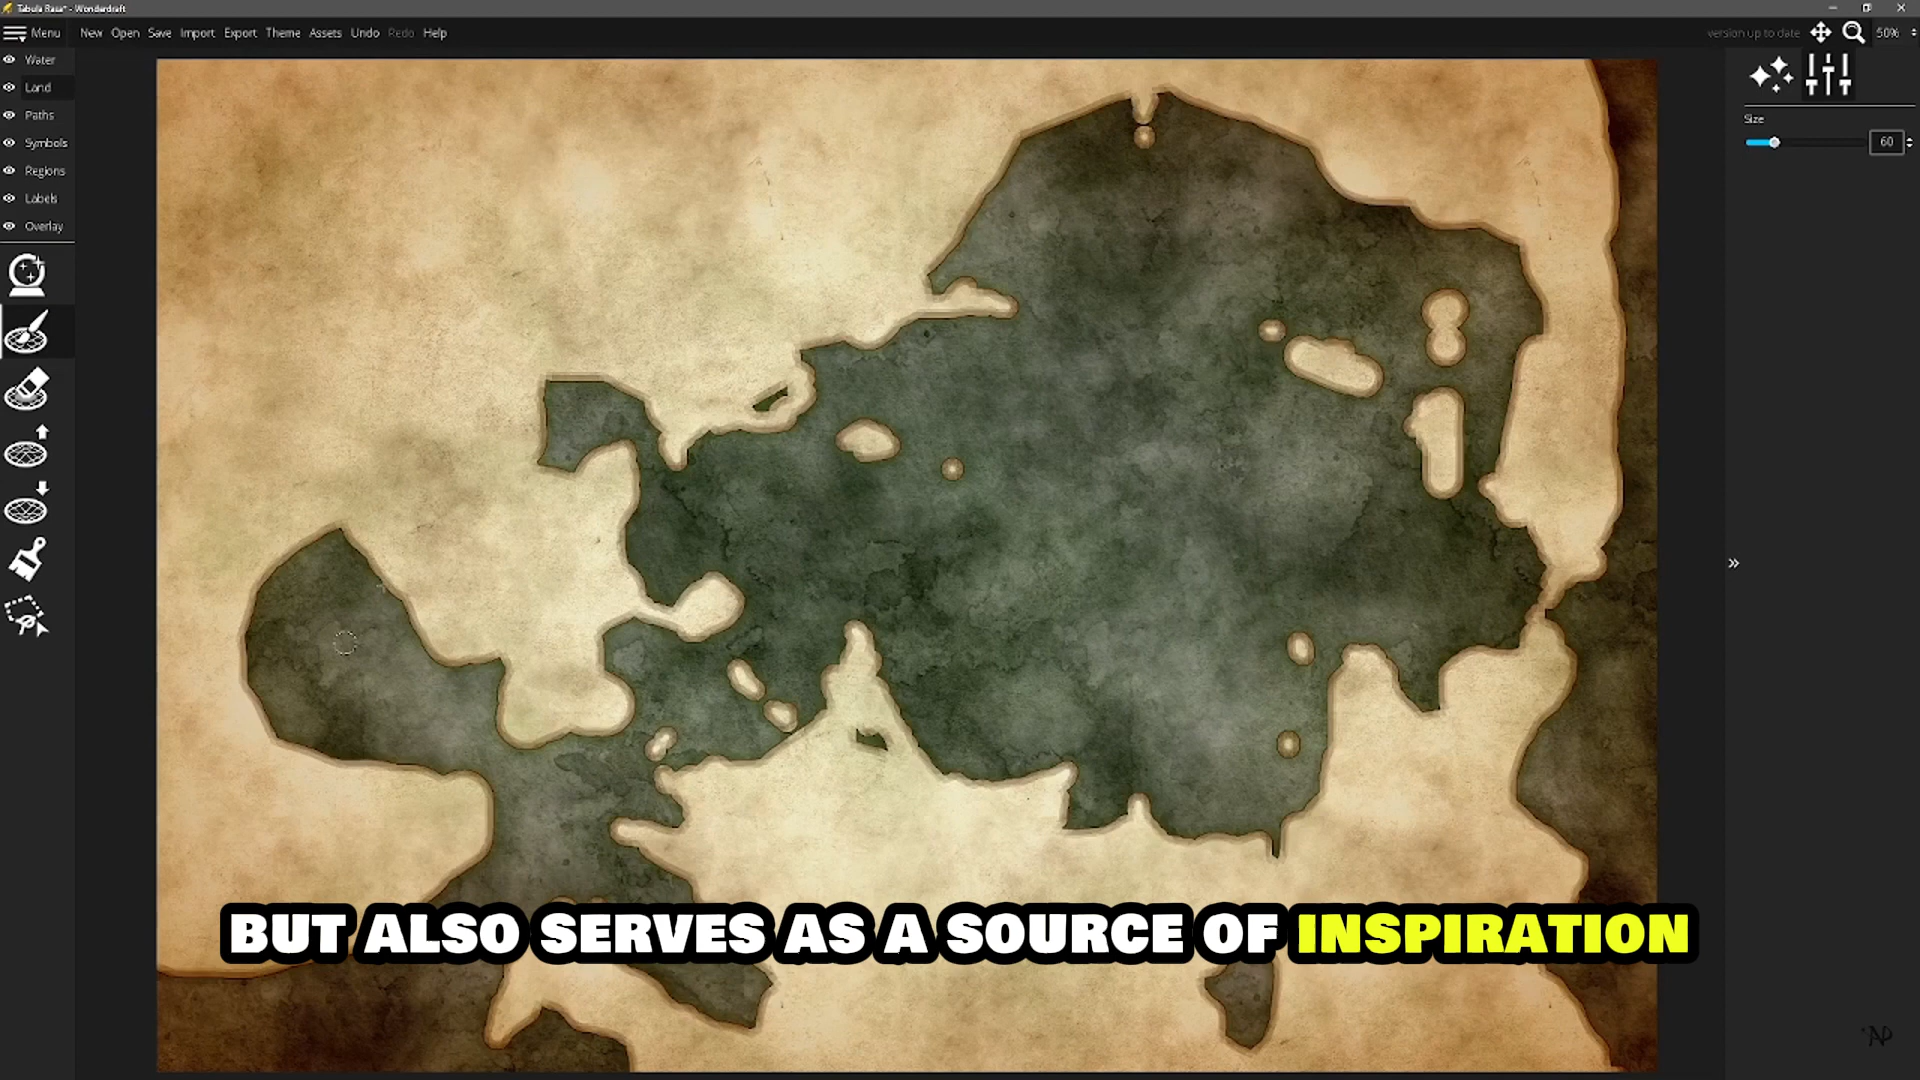 Tabula Rasa* - Wonderdraft
Menu New Open Save Import Export Theme Assets Undo Redo Help version up to date 50%
Water
Land
Paths
Symbols
Regions
Labels
Overlay
Size
60
BUT ALSO SERVES AS A SOURCE OF INSPIRATION